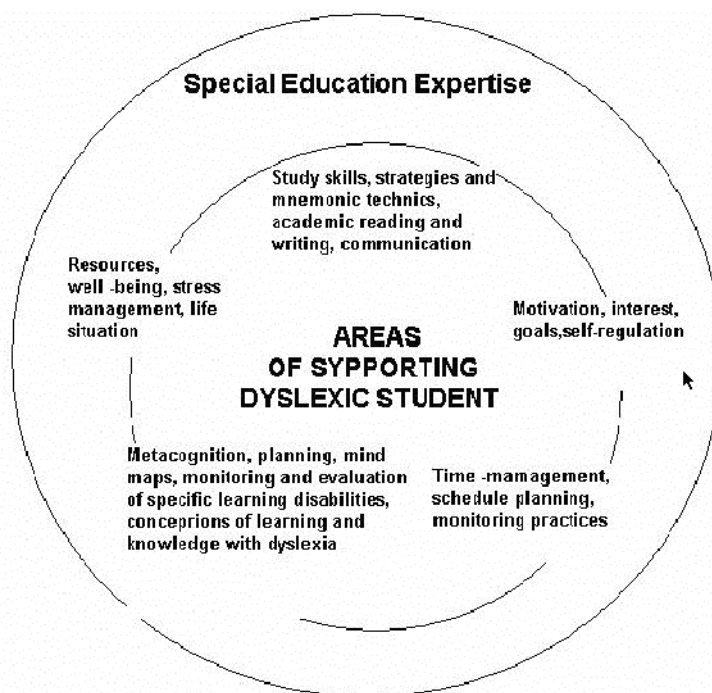 Special Education Expertise
Study skills, strategies and
mnemonic technics,
academic reading and
writing, communication
Resources,
well -being, stress
management, life
situation
Motivation, interest,
goals,self-regulation
AREAS
OF SYPPORTING
DYSLEXIC STUDENT
Metacognition, planning, mind
maps, monitoring and evaluation
of specific learning disabilities,
conceprions of learning and
knowledge with dyslexia
Time -mamagement,
schedule planning,
monitoring practices